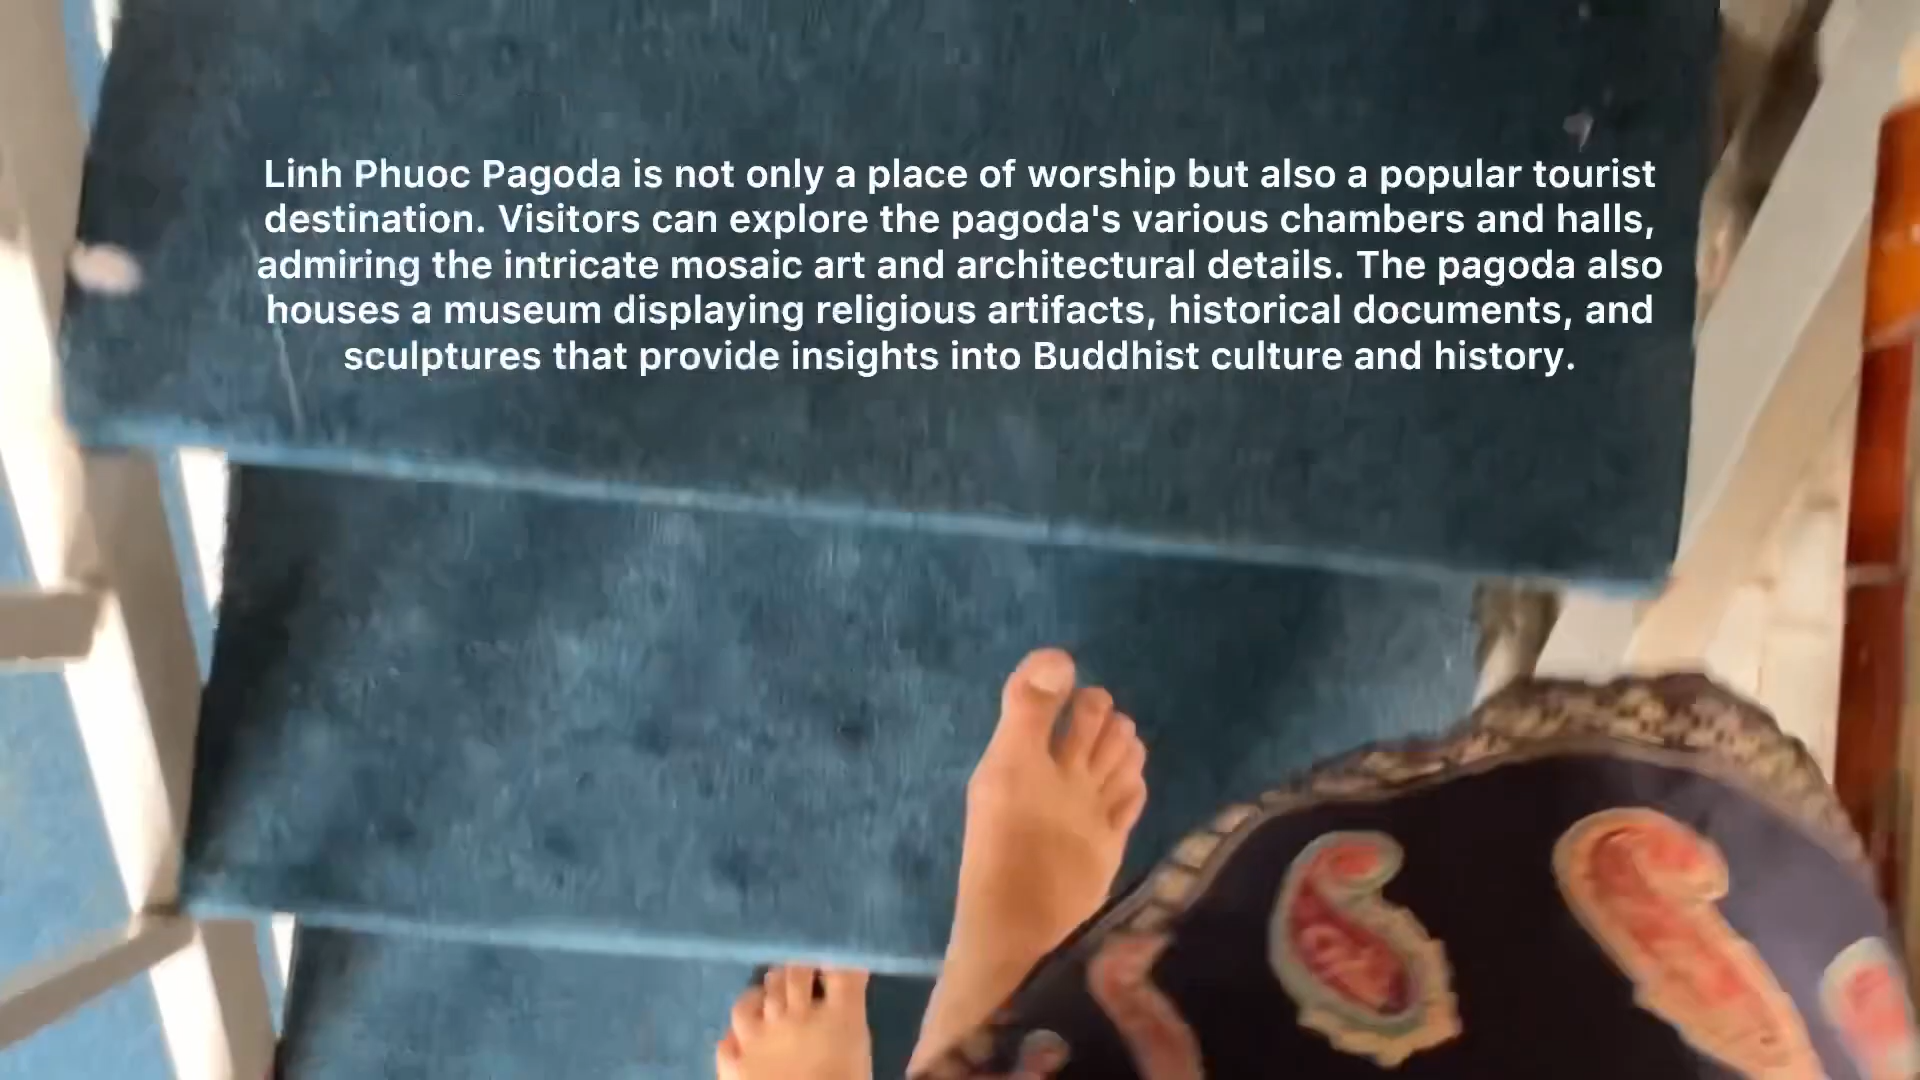 Linh Phuoc Pagoda is not only a place of worship but also a popular tourist
destination. Visitors can explore the pagoda's various chambers and halls,
admiring the intricate mosaic art and architectural details. The pagoda also
houses a museum displaying religious artifacts, historical documents, and
sculptures that provide insights into Buddhist culture and history.